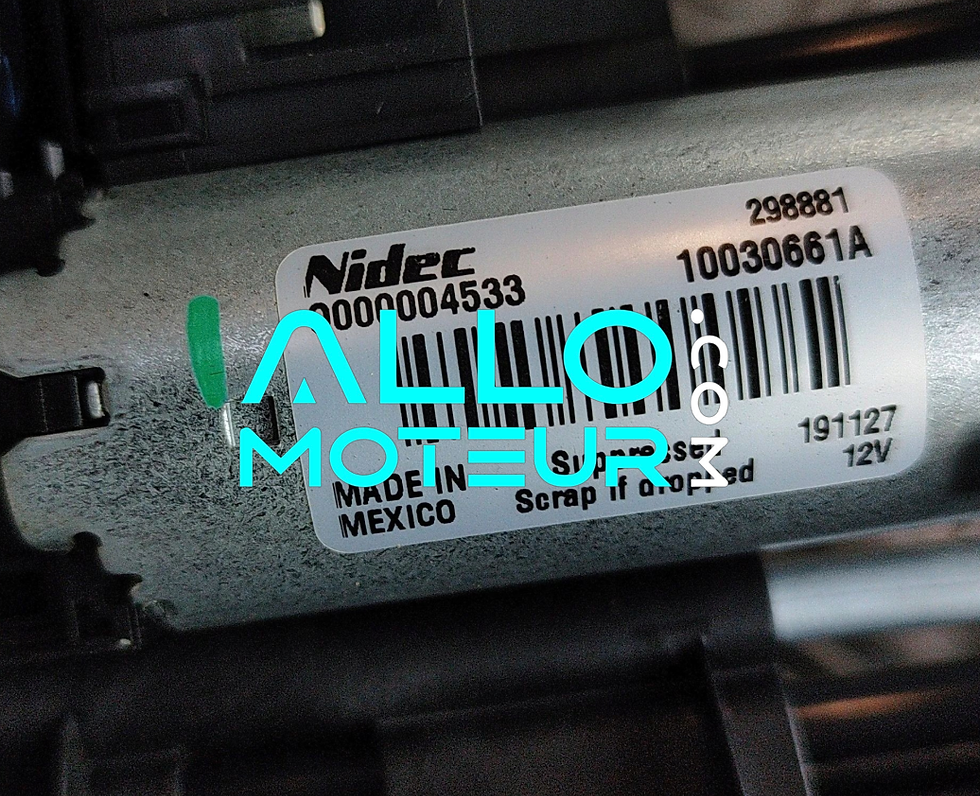 298881
Nidec
10030661A
0000004533
ALLO
MOTEUR
.COM
Suppressed
191127
MADE IN
12V
Scrap if dropped
MEXICO